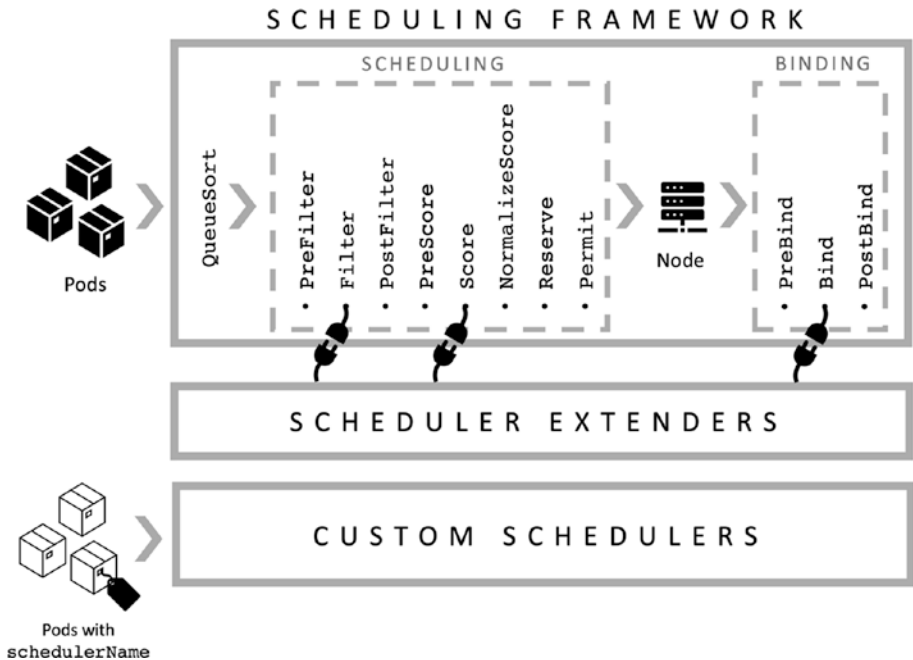 SCHEDULING FRAMEWORK
SCHEDULING
BINDING
QueueSort
• PreFilter
• Filter
• PostFilter
• PreScore
• Score
• NormalizeScore
• Reserve
• Permit
Node
• PreBind
• Bind
• PostBind
Pods
SCHEDULER EXTENDERS
CUSTOM SCHEDULERS
Pods with
schedulerName